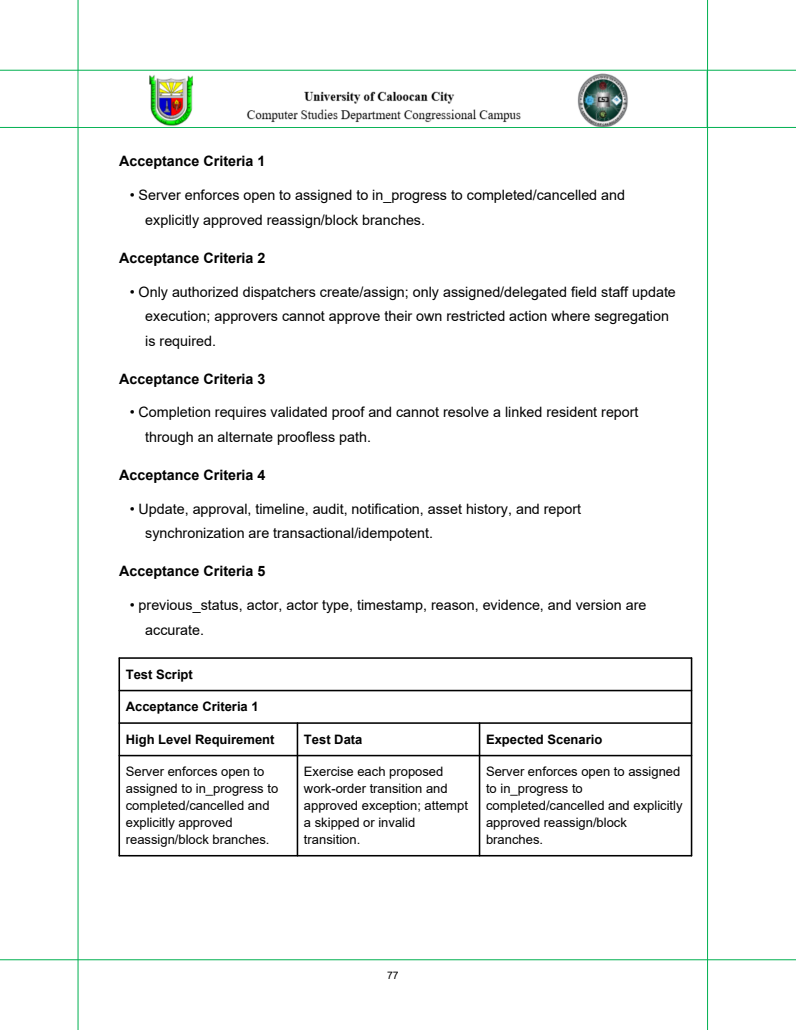 University of Caloocan City
Computer Studies Department Congressional Campus
Acceptance Criteria 1
• Server enforces open to assigned to in_progress to completed/cancelled and
explicitly approved reassign/block branches.
Acceptance Criteria 2
• Only authorized dispatchers create/assign; only assigned/delegated field staff update
execution; approvers cannot approve their own restricted action where segregation
is required.
Acceptance Criteria 3
• Completion requires validated proof and cannot resolve a linked resident report
through an alternate proofless path.
Acceptance Criteria 4
• Update, approval, timeline, audit, notification, asset history, and report
synchronization are transactional/idempotent.
Acceptance Criteria 5
• previous_status, actor, actor type, timestamp, reason, evidence, and version are
accurate.
Test Script
Acceptance Criteria 1
High Level Requirement
Test Data
Expected Scenario
Server enforces open to
assigned to in_progress to
completed/cancelled and
explicitly approved
reassign/block branches.
Exercise each proposed
work-order transition and
approved exception; attempt
a skipped or invalid
transition.
Server enforces open to assigned
to in_progress to
completed/cancelled and explicitly
approved reassign/block
branches.
77